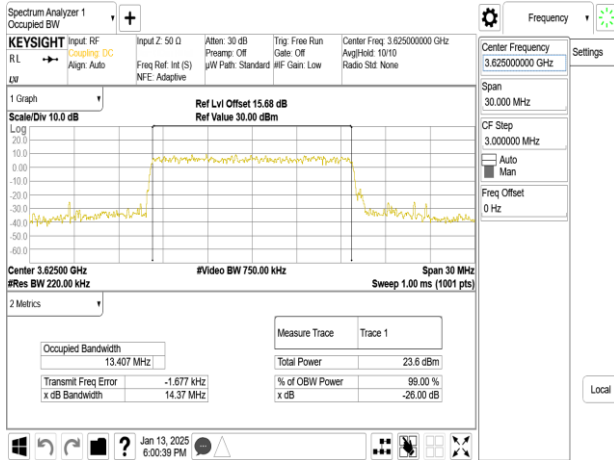 Spectrum Analyzer 1
Occupied BW
Frequency
KEYSIGHT
RL
LXI
Input: RF
Coupling: DC
Align: Auto
Input Z: 50 Ω
Freq Ref: Int (S)
NFE: Adaptive
Atten: 30 dB
Preamp: Off
µW Path: Standard
Trig: Free Run
Gate: Off
#IF Gain: Low
Center Freq: 3.625000000 GHz
Avg|Hold: 10/10
Radio Std: None
Center Frequency
3.625000000 GHz
Settings
Span
30.000 MHz
CF Step
3.000000 MHz
Auto
Man
Freq Offset
0 Hz
Local
1 Graph
Scale/Div 10.0 dB
Ref Lvl Offset 15.68 dB
Ref Value 30.00 dBm
Log
20.0
10.0
0.00
-10.0
-20.0
-30.0
-40.0
-50.0
-60.0
Center 3.62500 GHz
#Video BW 750.00 kHz
Span 30 MHz
#Res BW 220.00 kHz
Sweep 1.00 ms (1001 pts)
2 Metrics
Measure Trace Trace 1
Occupied Bandwidth
13.407 MHz
Total Power 23.6 dBm
Transmit Freq Error -1.677 kHz
% of OBW Power 99.00 %
x dB Bandwidth 14.37 MHz
x dB -26.00 dB
?
Jan 13, 2025
6:00:39 PM